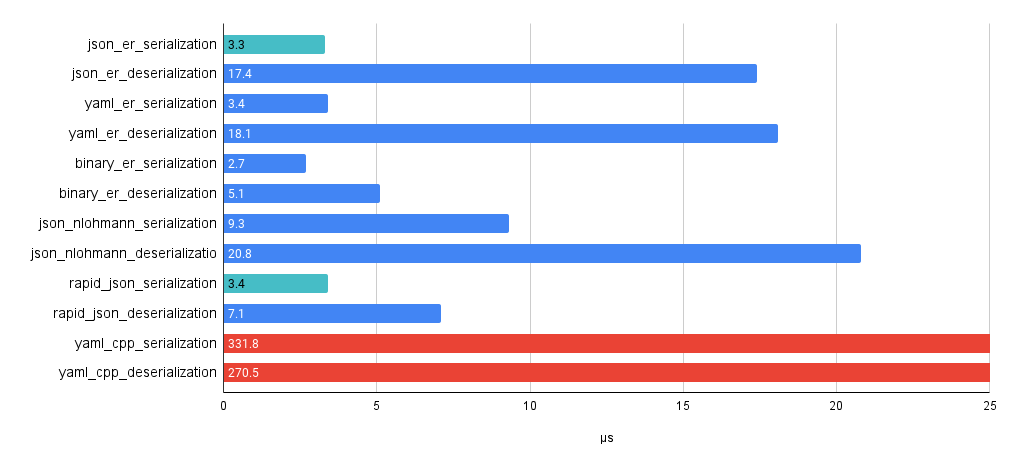 json_er_serialization 3.3
json_er_deserialization 17.4
yaml_er_serialization 3.4
yaml_er_deserialization 18.1
binary_er_serialization 2.7
binary_er_deserialization 5.1
json_nlohmann_serialization 9.3
json_nlohmann_deserializatio 20.8
rapid_json_serialization 3.4
rapid_json_deserialization 7.1
yaml_cpp_serialization 331.8
yaml_cpp_deserialization 270.5
0 5 10 15 20 25
µs